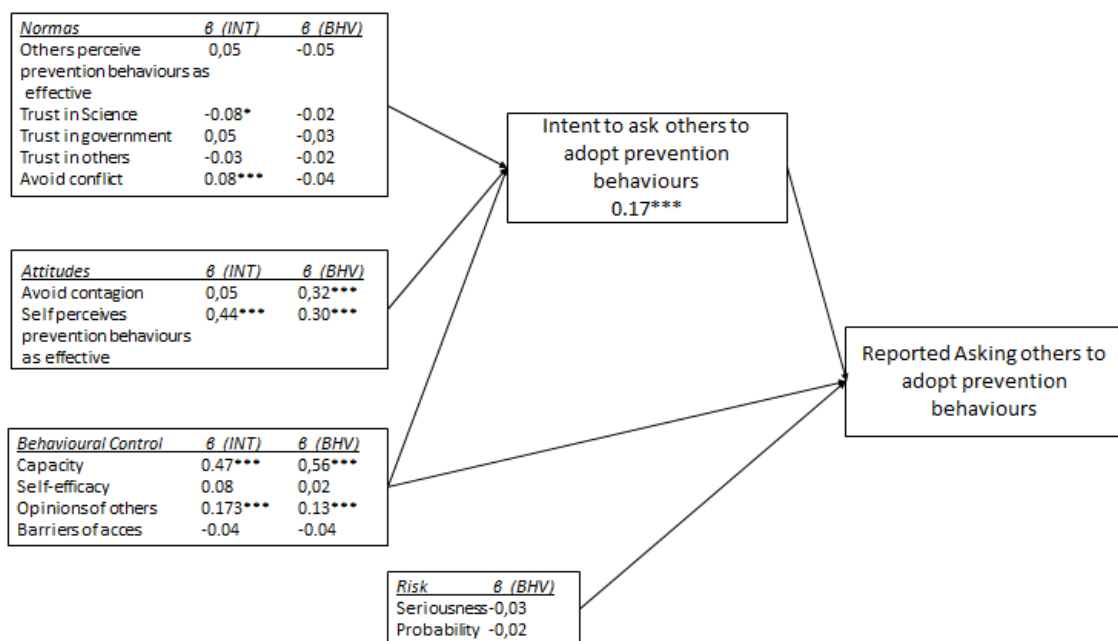 Normas β (INT) β (BHV)
Others perceive 0,05 -0.05
prevention behaviours as
effective
Trust in Science -0.08* -0.02
Trust in government 0,05 -0,03
Trust in others -0.03 -0.02
Avoid conflict 0.08*** -0.04
Intent to ask others to
adopt prevention
behaviours
0.17***
Attitudes β (INT) β (BHV)
Avoid contagion 0,05 0,32***
Self perceives 0,44*** 0.30***
prevention behaviours
as effective
Reported Asking others to
adopt prevention
behaviours
Behavioural Control β (INT) β (BHV)
Capacity 0.47*** 0,56***
Self-efficacy 0.08 0,02
Opinions of others 0.173*** 0.13***
Barriers of acces -0.04 -0.04
Risk β (BHV)
Seriousness -0,03
Probability -0,02